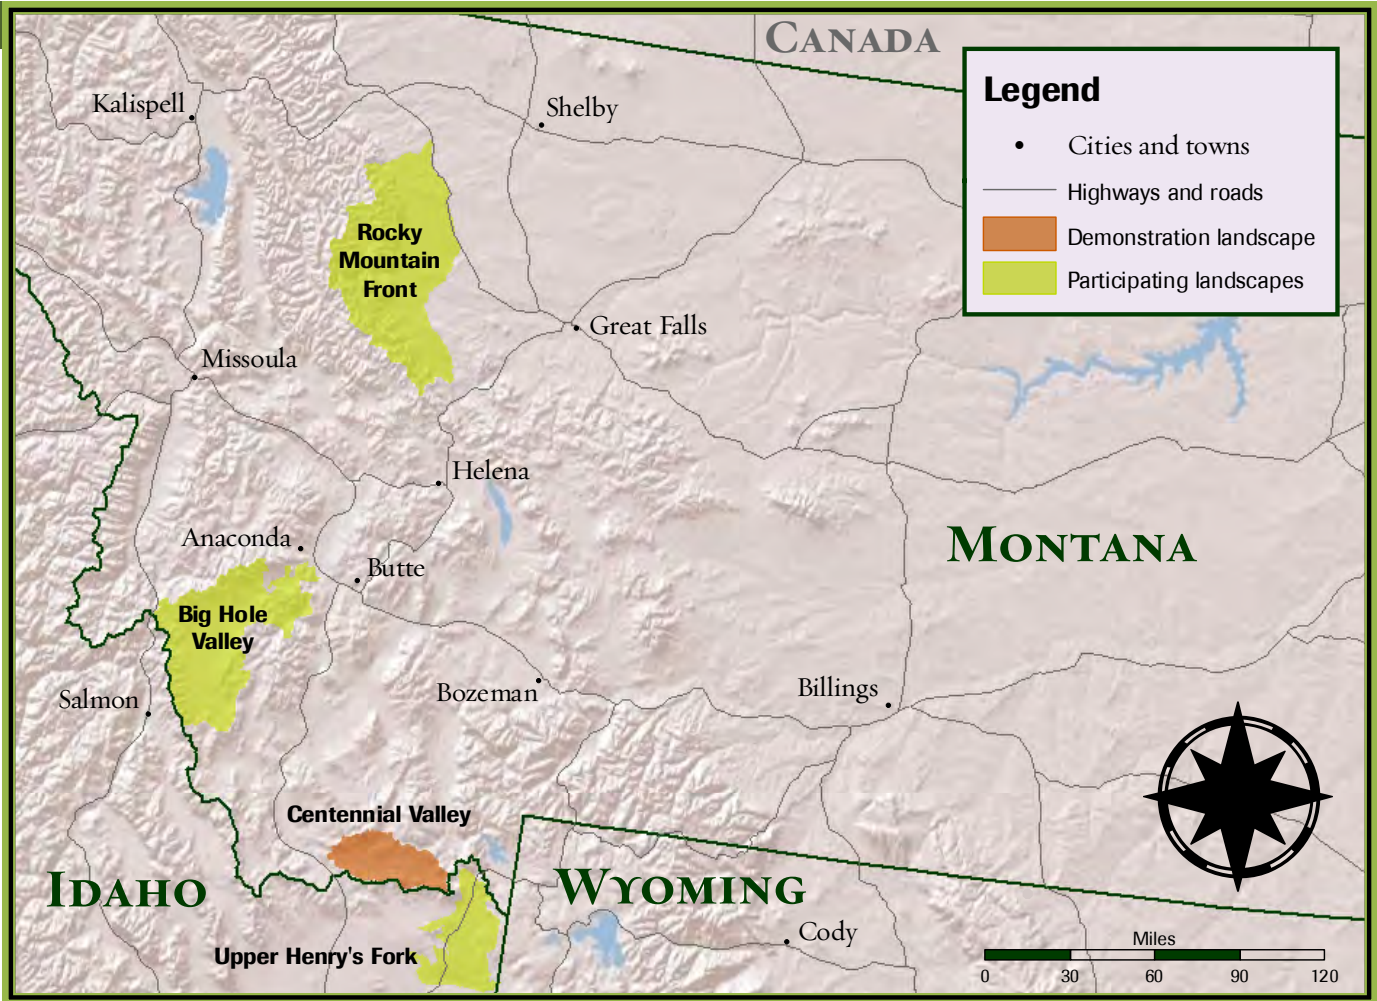 CANADA
Legend
Cities and towns
Highways and roads
Demonstration landscape
Participating landscapes
Kalispell
Shelby
Rocky
Mountain
Front
Great Falls
Missoula
Helena
Anaconda
Butte
MONTANA
Big Hole
Valley
Salmon
Bozeman
Billings
Centennial Valley
IDAHO
WYOMING
Cody
Upper Henry's Fork
Miles
0 30 60 90 120